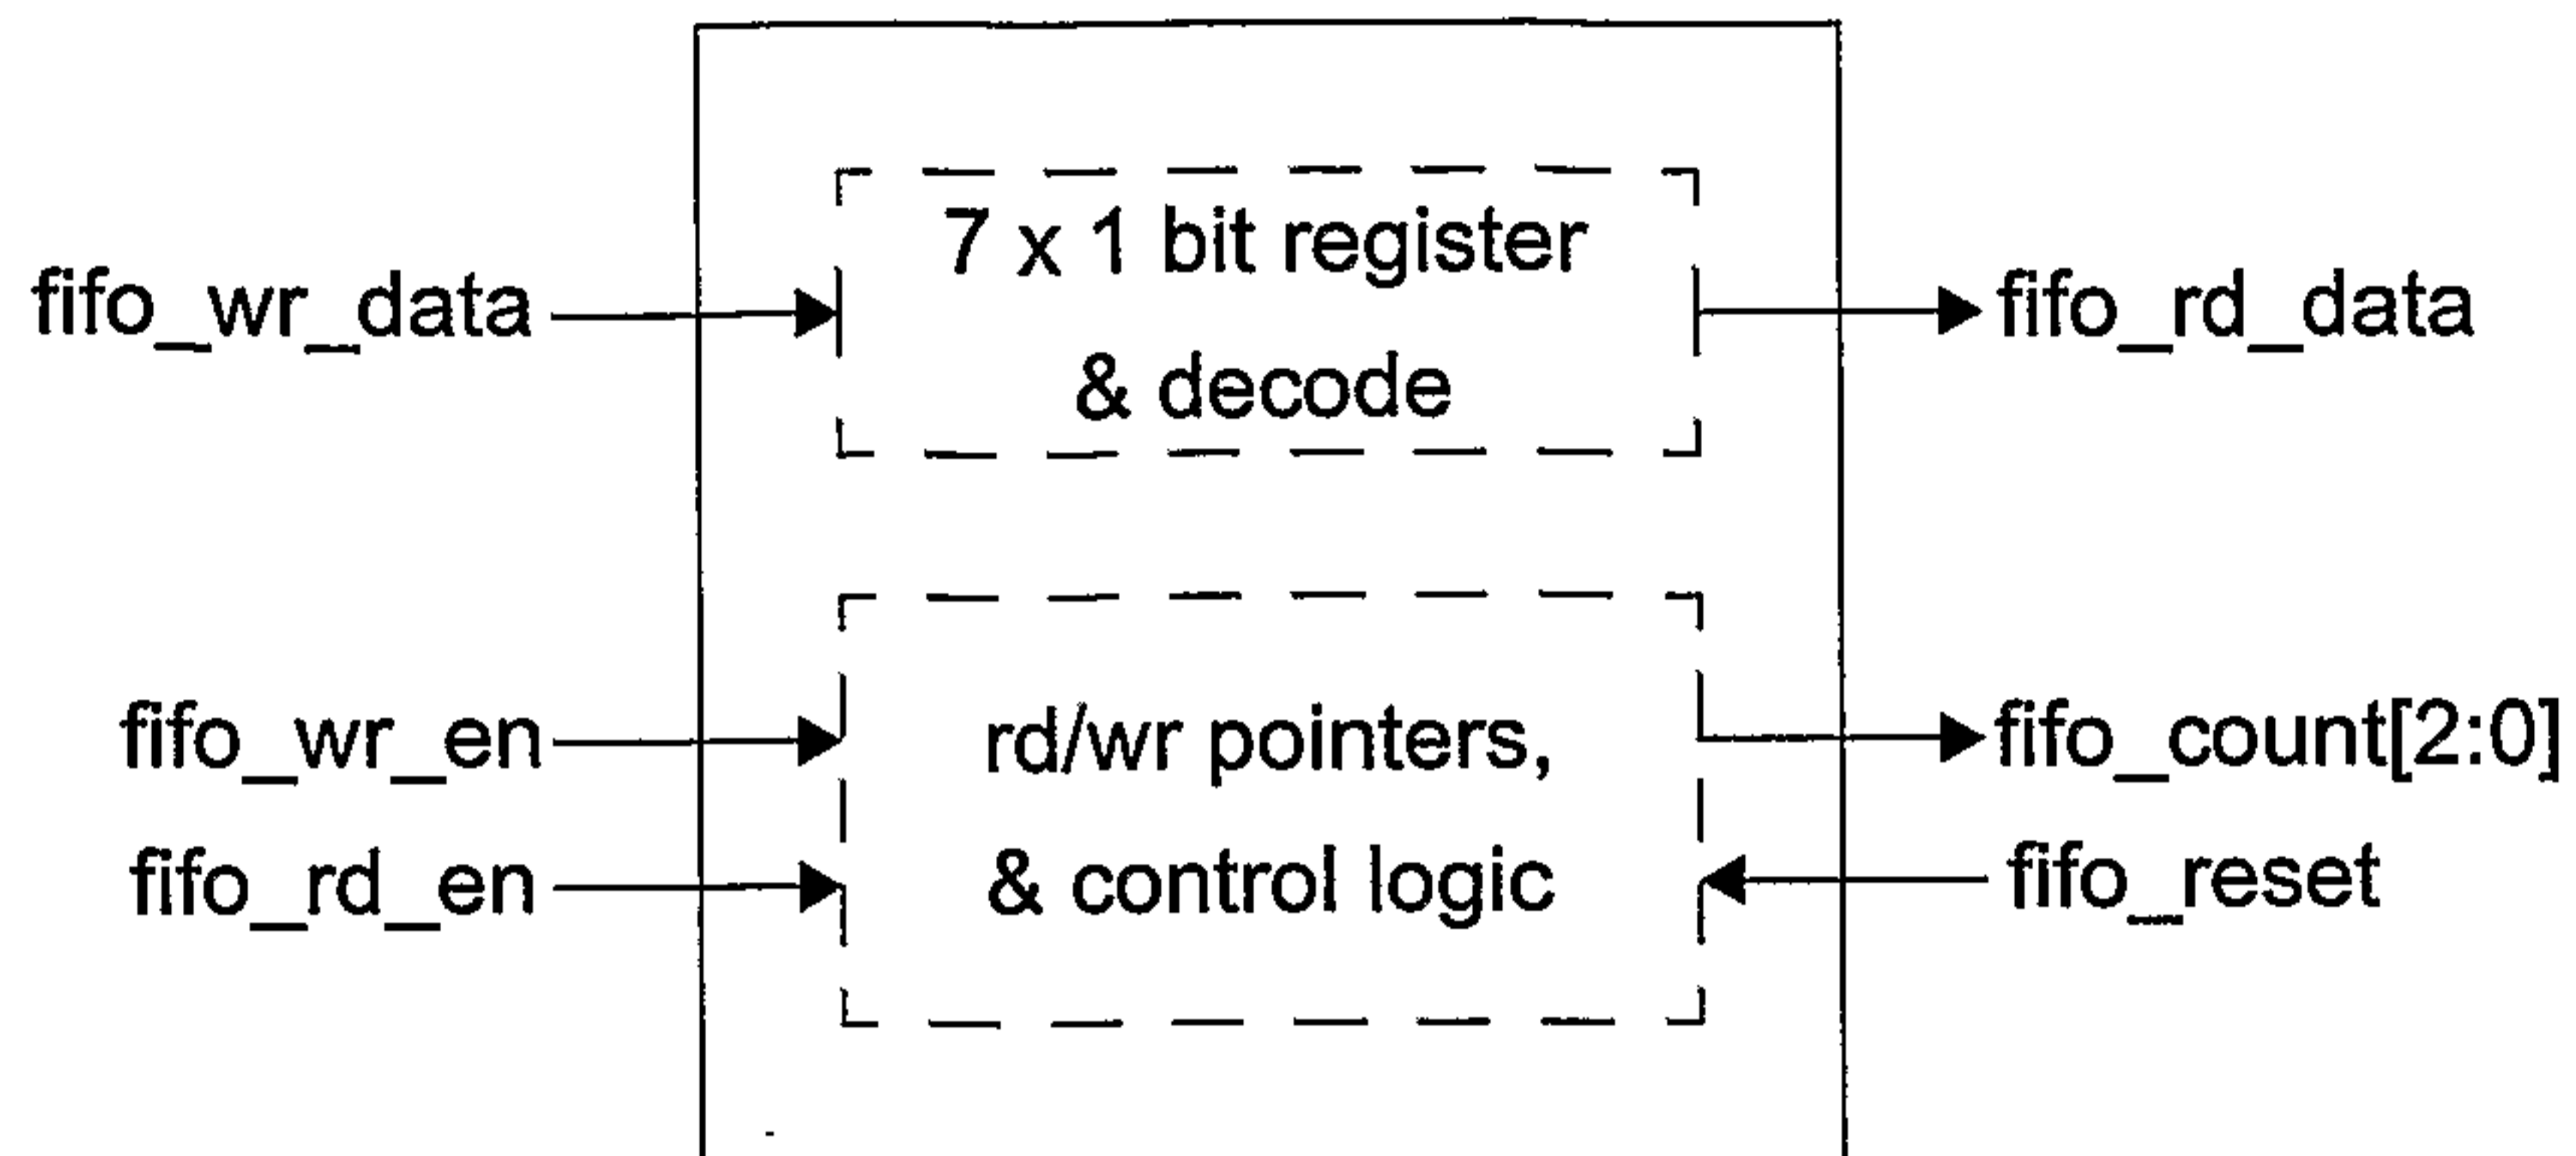 7 x 1 bit register
& decode
fifo_wr_data
fifo_rd_data
fifo_wr_en
fifo_rd_en
rd/wr pointers,
& control logic
fifo_count[2:0]
fifo_reset